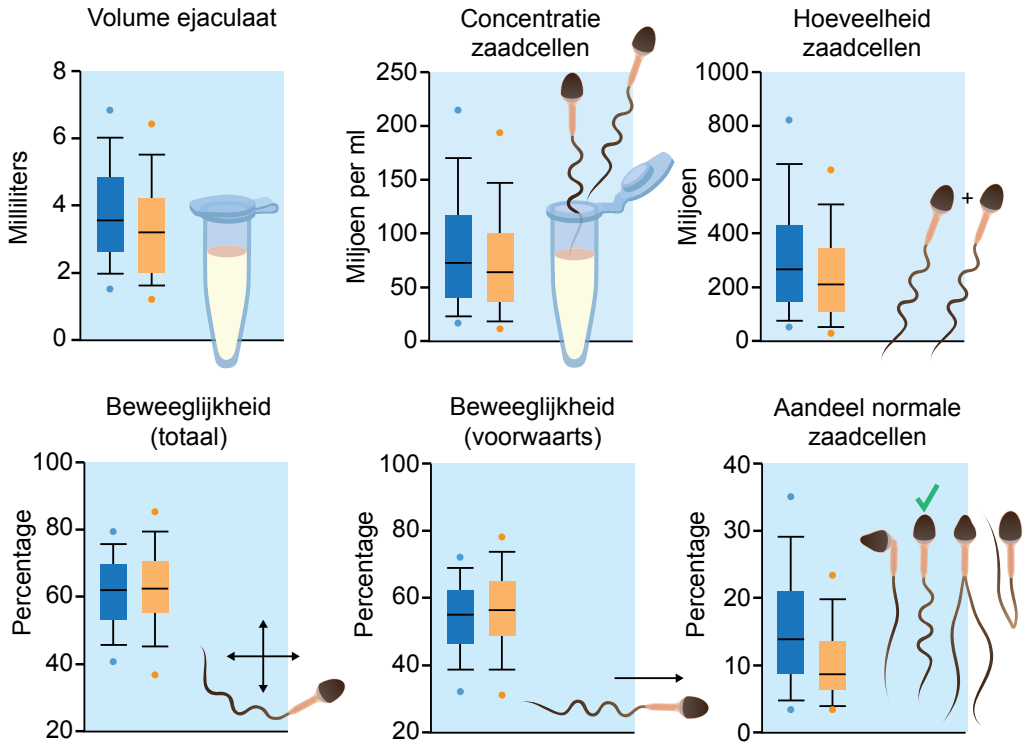 Volume ejaculaat
Milliliters
8
6
4
2
0
Concentratie
zaadcellen
Miljoen per ml
250
200
150
100
50
0
Hoeveelheid
zaadcellen
Miljoen
1000
800
600
400
200
0
+
Beweeglijkheid
(totaal)
Percentage
100
80
60
40
20
Beweeglijkheid
(voorwaarts)
Percentage
100
80
60
40
20
Aandeel normale
zaadcellen
Percentage
40
30
20
10
0